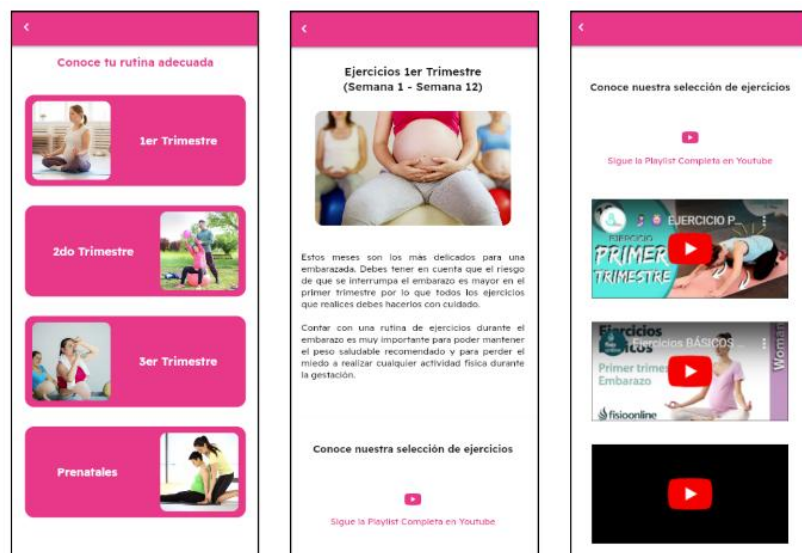 Conoce tu rutina adecuada
1er Trimestre
2do Trimestre
3er Trimestre
Prenatales
Ejercicios 1er Trimestre
(Semana 1 - Semana 12)
Estos meses son los más delicados para una
embarazada. Debes tener en cuenta que el riesgo
de que se interrumpa el embarazo es mayor en el
primer trimestre por lo que todos los ejercicios
que realices debes hacerlos con cuidado.
Contar con una rutina de ejercicios durante el
embarazo es muy importante para poder mantener
el peso saludable recomendado y para perder el
miedo a realizar cualquier actividad física durante
la gestación.
Conoce nuestra selección de ejercicios
Sigue la Playlist Completa en Youtube
Conoce nuestra selección de ejercicios
Sigue la Playlist Completa en Youtube
EJERCICIO P...
EJERCICIO
PRIMER
TRIMESTRE
Ejercicios BÁSICOS ...
Ejercicios
Primer trimes
Embarazo
Woman
fisioonline